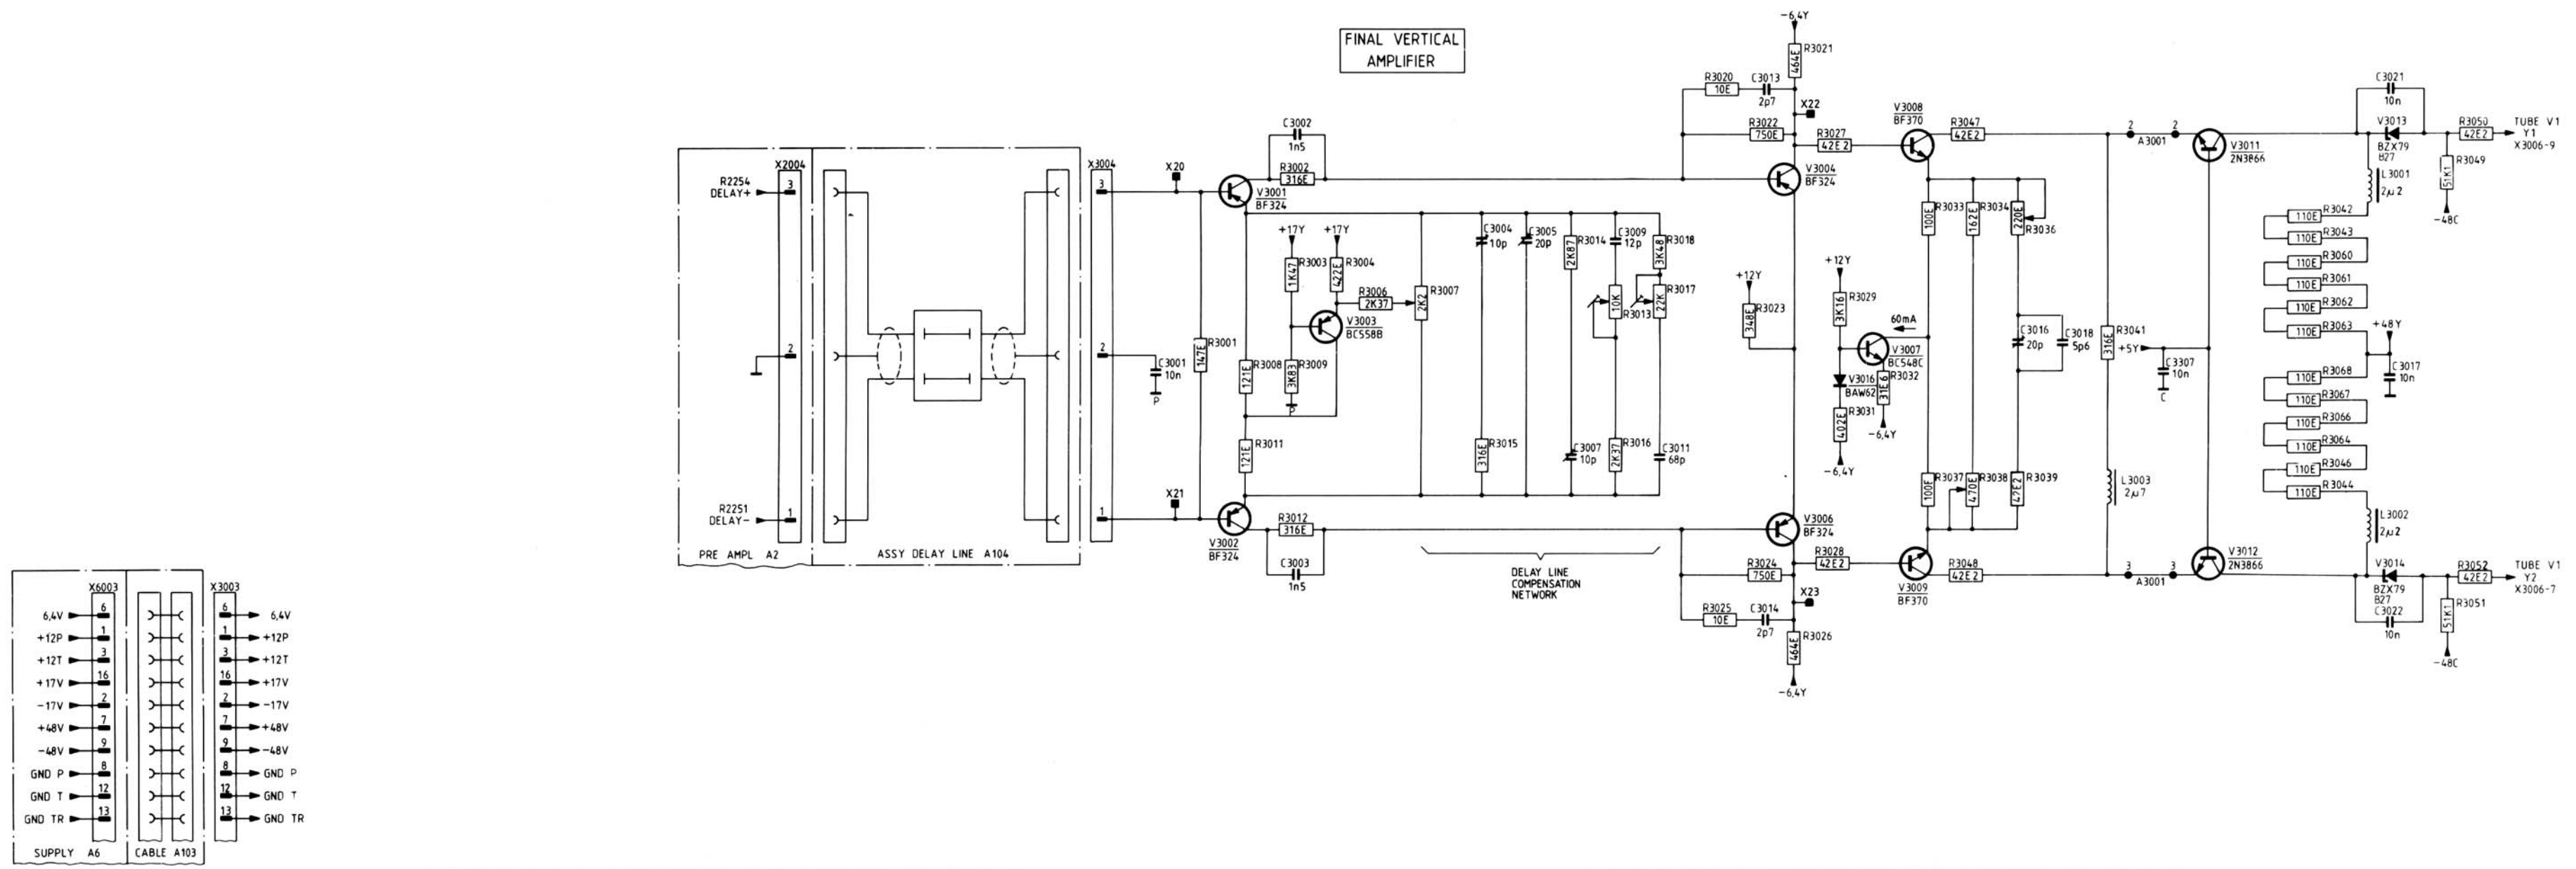 FINAL VERTICAL
AMPLIFIER
-6,4Y
R3021
464E
R3020
10E
C3013
2p7
X22
R3022
750E
R3027
42E2
V3008
BF370
R3047
42E2
2
2
A3001
V3011
2N3866
C3021
10n
V3013
BZX79
B27
R3050
42E2
TUBE V1
Y1
X3006-9
R3049
51K1
-48C
L3001
2µ2
X2004
R2254
DELAY+
3
2
R2251
DELAY-
1
PRE AMPL A2
ASSY DELAY LINE A104
X3004
3
2
1
C3001
10n
P
X20
X21
R3001
147E
C3002
1n5
R3002
316E
V3001
BF324
+17Y
+17Y
R3003
1K47
R3004
422E
R3006
2K37
R3007
2K2
V3003
BC558B
R3008
121E
R3009
3K83
P
R3011
121E
V3002
BF324
R3012
316E
C3003
1n5
C3004
10p
C3005
20p
R3014
2K87
C3009
12p
R3018
3K48
10K
R3013
R3017
22K
R3015
316E
C3007
10p
R3016
2K37
C3011
68p
DELAY LINE
COMPENSATION
NETWORK
V3004
BF324
+12Y
R3023
348E
V3006
BF324
R3024
750E
R3028
42E2
R3025
10E
C3014
2p7
X23
R3026
464E
-6,4Y
+12Y
R3029
3K16
60mA
V3007
BC548C
V3016
BAW62
R3032
31E6
R3031
402E
-6,4Y
-6,4Y
R3033
100E
R3034
162E
220E
R3036
C3016
20p
C3018
5p6
R3037
100E
R3038
470E
R3039
42E2
V3009
BF370
R3048
42E2
R3041
316E
+5Y
C3307
10n
C
L3003
2µ7
3
3
A3001
V3012
2N3866
110E
R3042
110E
R3043
110E
R3060
110E
R3061
110E
R3062
110E
R3063
+48Y
C3017
10n
110E
R3068
110E
R3067
110E
R3066
110E
R3064
110E
R3046
110E
R3044
L3002
2µ2
V3014
BZX79
B27
C3022
10n
R3052
42E2
TUBE V1
Y2
X3006-7
R3051
51K1
-48C
X6003
X3003
6,4V
6
6
6,4V
+12P
1
1
+12P
+12T
3
3
+12T
+17V
16
16
+17V
-17V
2
2
-17V
+48V
7
7
+48V
-48V
9
9
-48V
GND P
8
8
GND P
GND T
12
12
GND T
GND TR
13
13
GND TR
SUPPLY A6
CABLE A103